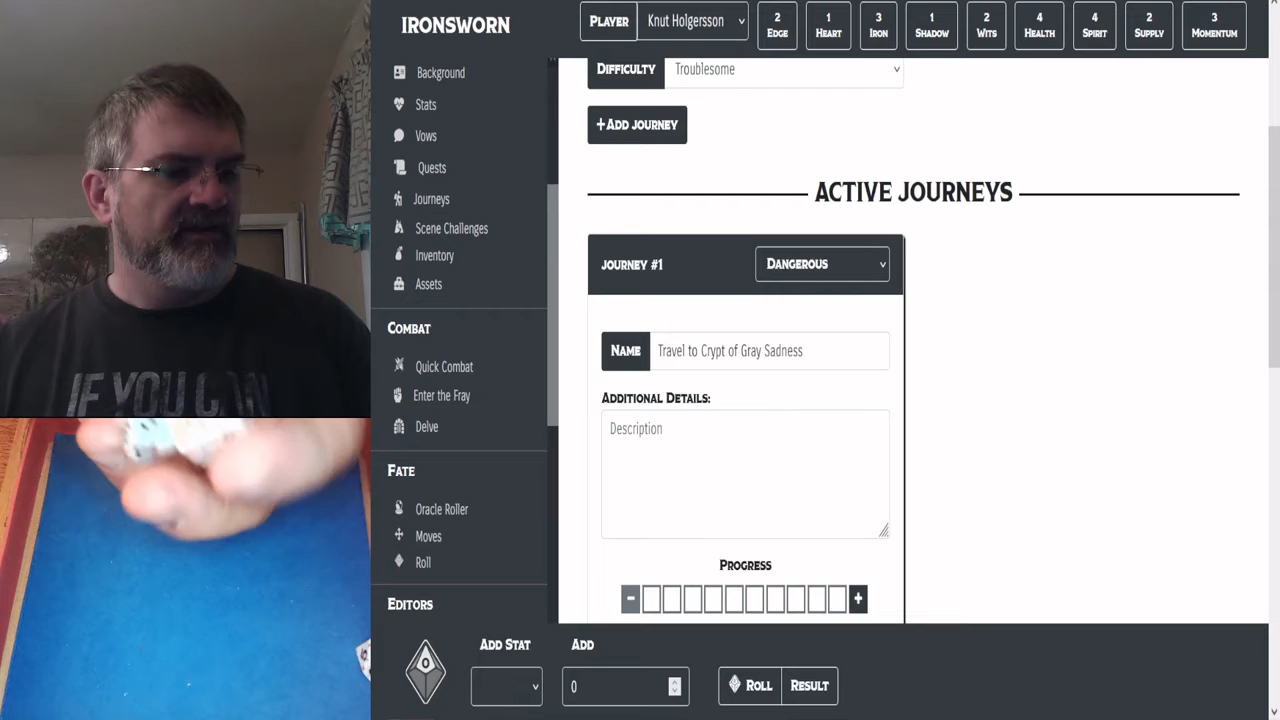 IRONSWORN
PLAYER Knut Holgersson
2 EDGE
1 HEART
3 IRON
1 SHADOW
2 WITS
4 HEALTH
4 SPIRIT
2 SUPPLY
3 MOMENTUM
Background
Stats
Vows
Quests
Journeys
Scene Challenges
Inventory
Assets
COMBAT
Quick Combat
Enter the Fray
Delve
FATE
Oracle Roller
Moves
Roll
EDITORS
DIFFICULTY Troublesome
+ADD JOURNEY
ACTIVE JOURNEYS
JOURNEY #1 DANGEROUS
NAME Travel to Crypt of Gray Sadness
ADDITIONAL DETAILS:
Description
PROGRESS
- +
0
ADD STAT
ADD
0
ROLL RESULT
IF YOU C